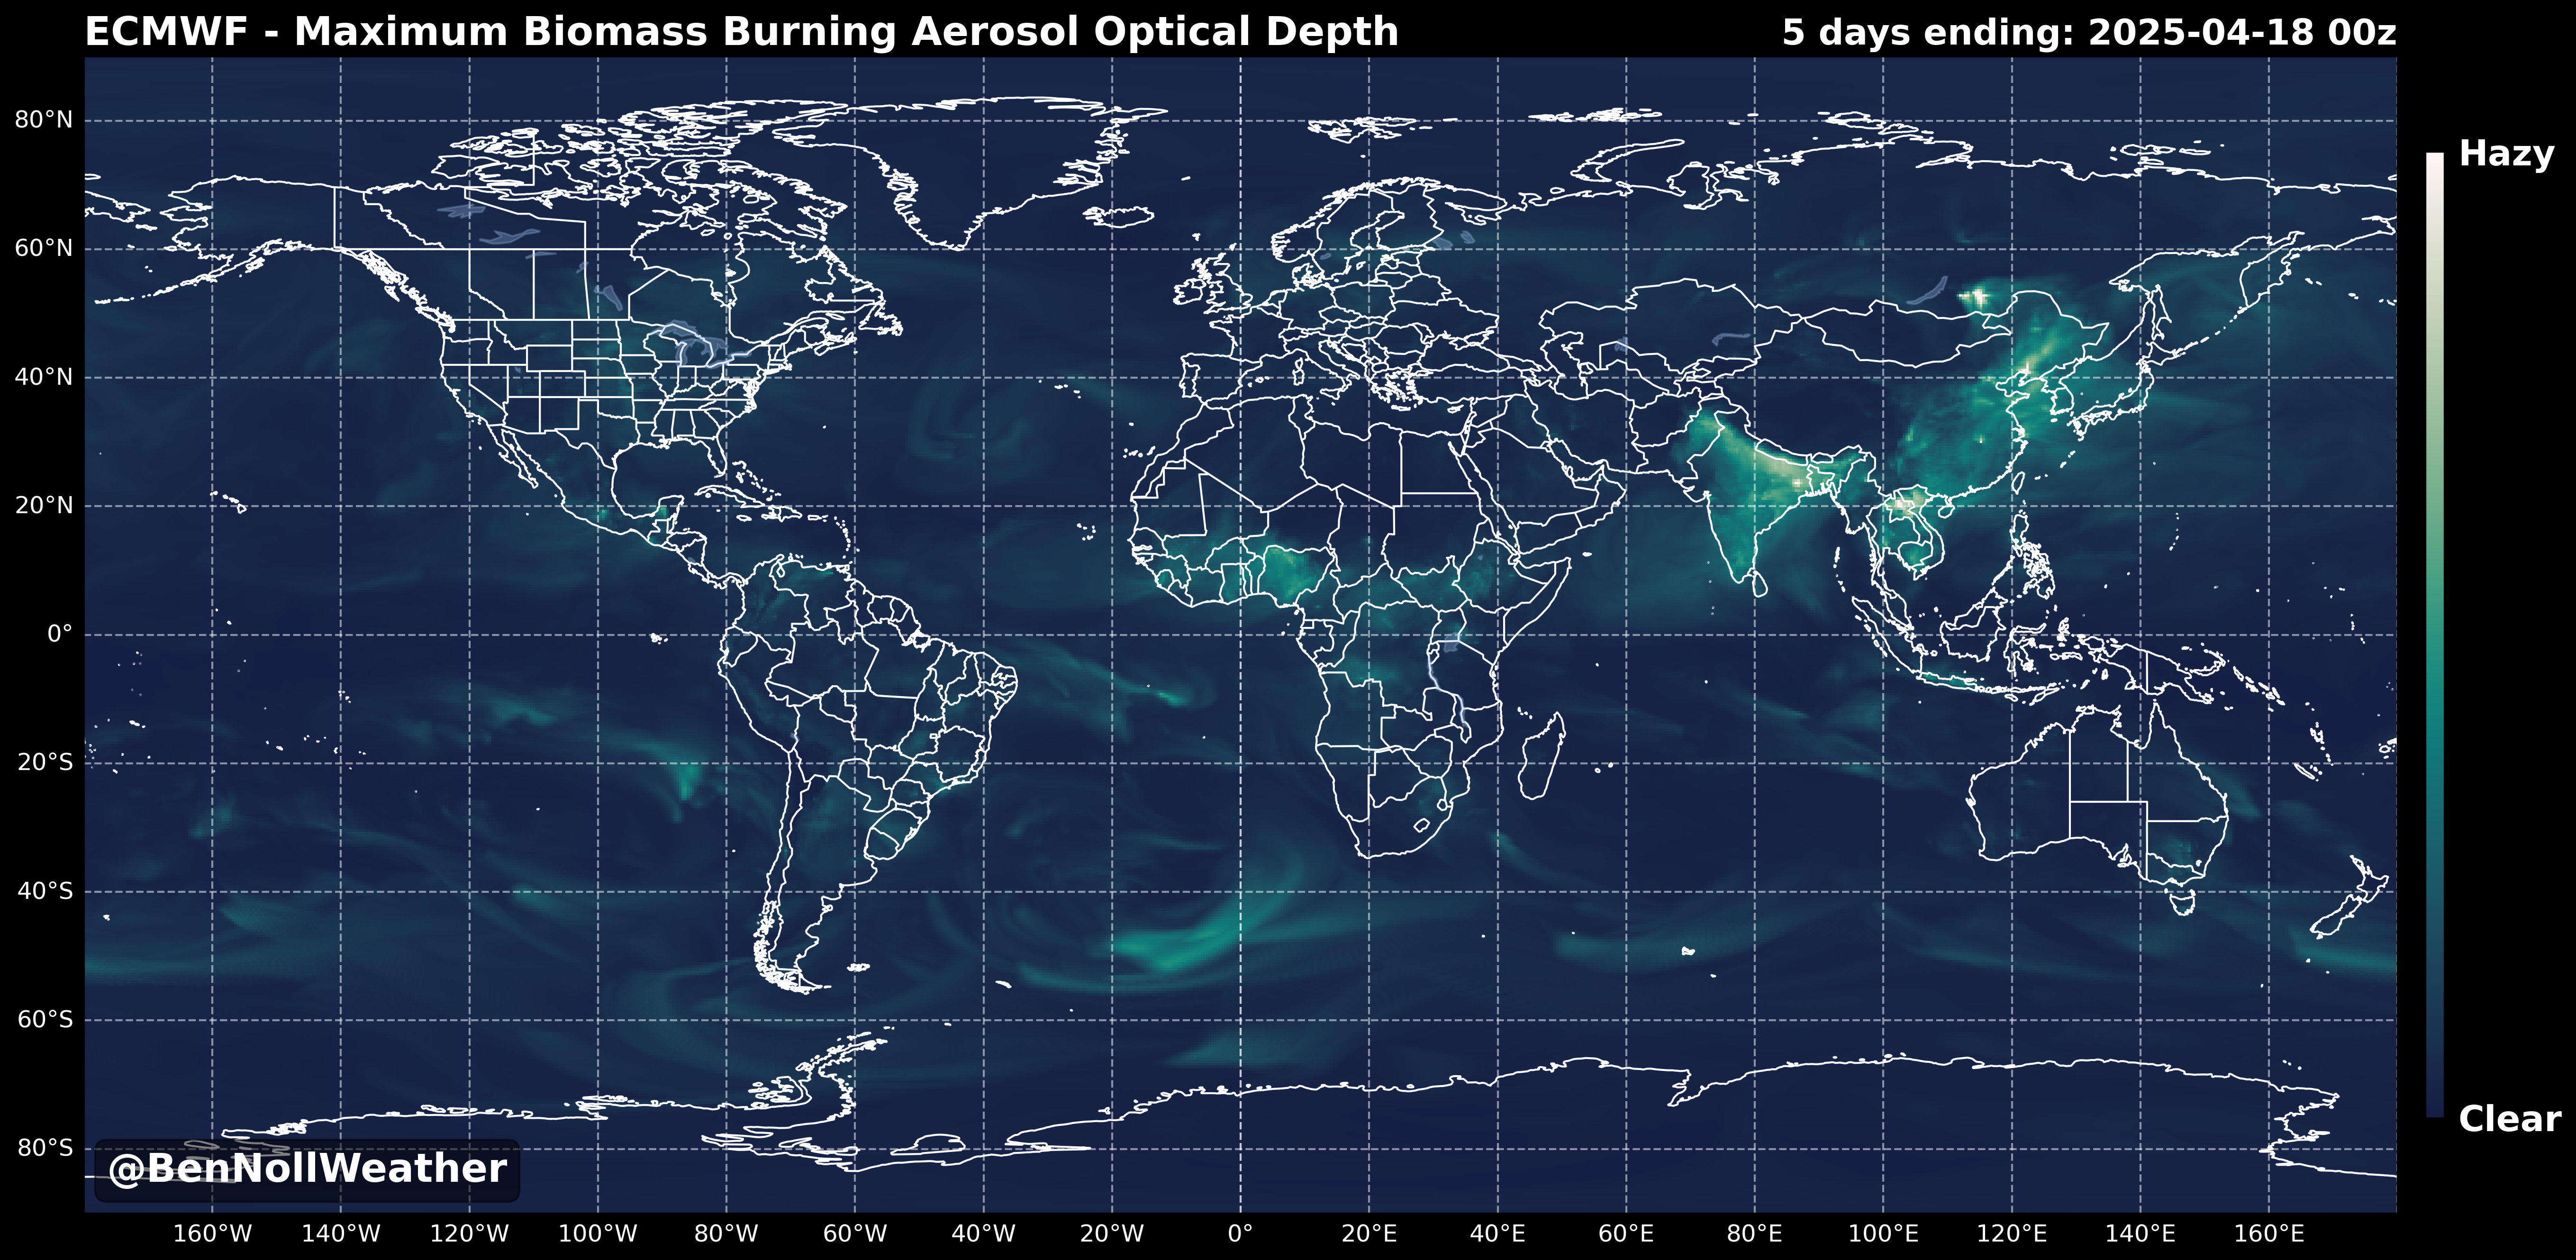 ECMWF - Maximum Biomass Burning Aerosol Optical Depth
5 days ending: 2025-04-18 00z
80°N
60°N
40°N
20°N
0°
20°S
40°S
60°S
80°S
Hazy
Clear
@BenNollWeather
160°W
140°W
120°W
100°W
80°W
60°W
40°W
20°W
0°
20°E
40°E
60°E
80°E
100°E
120°E
140°E
160°E